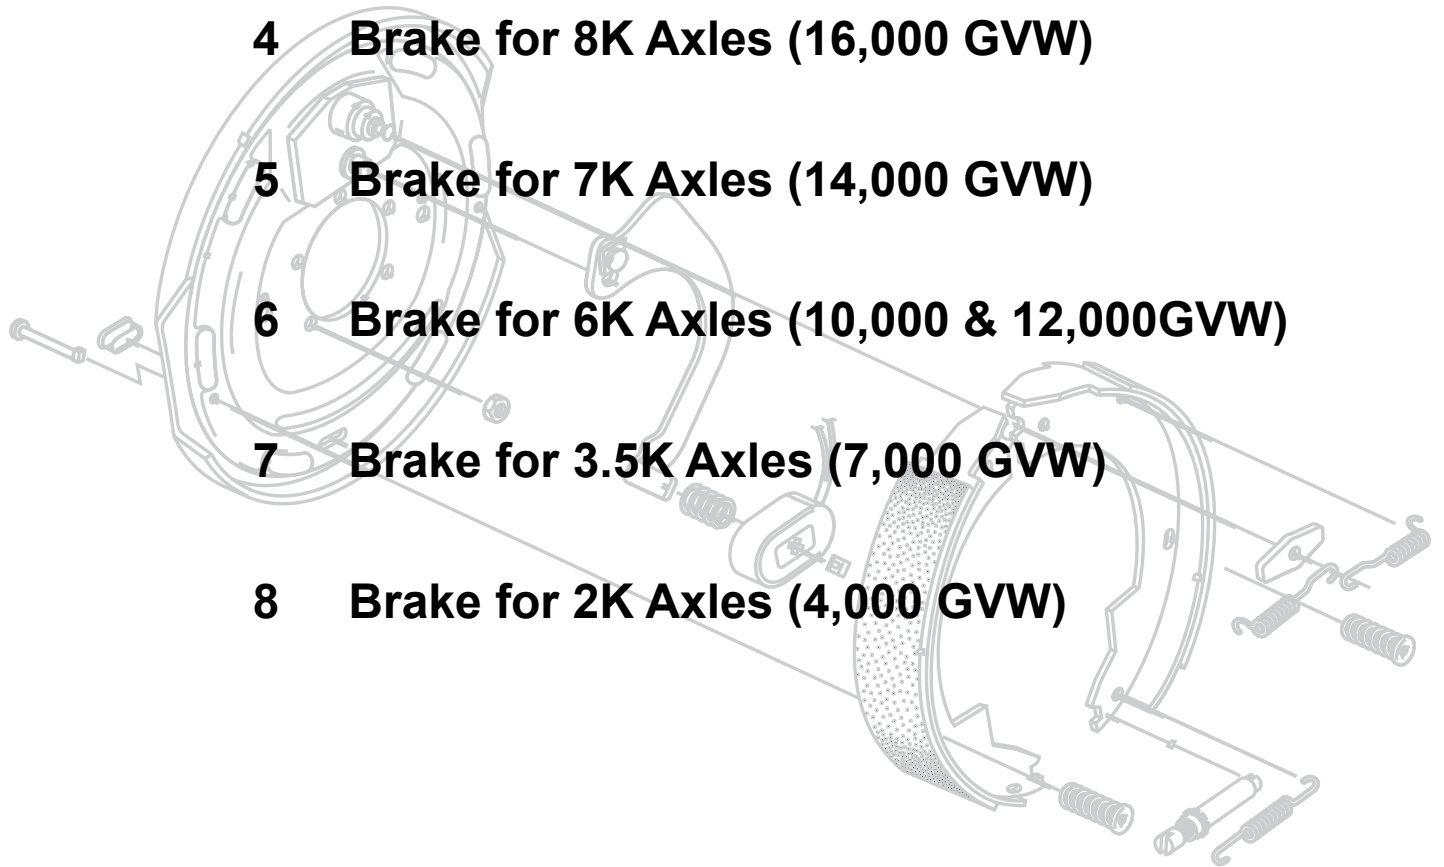 4 Brake for 8K Axles (16,000 GVW)
5 Brake for 7K Axles (14,000 GVW)
6 Brake for 6K Axles (10,000 & 12,000GVW)
7 Brake for 3.5K Axles (7,000 GVW)
8 Brake for 2K Axles (4,000 GVW)